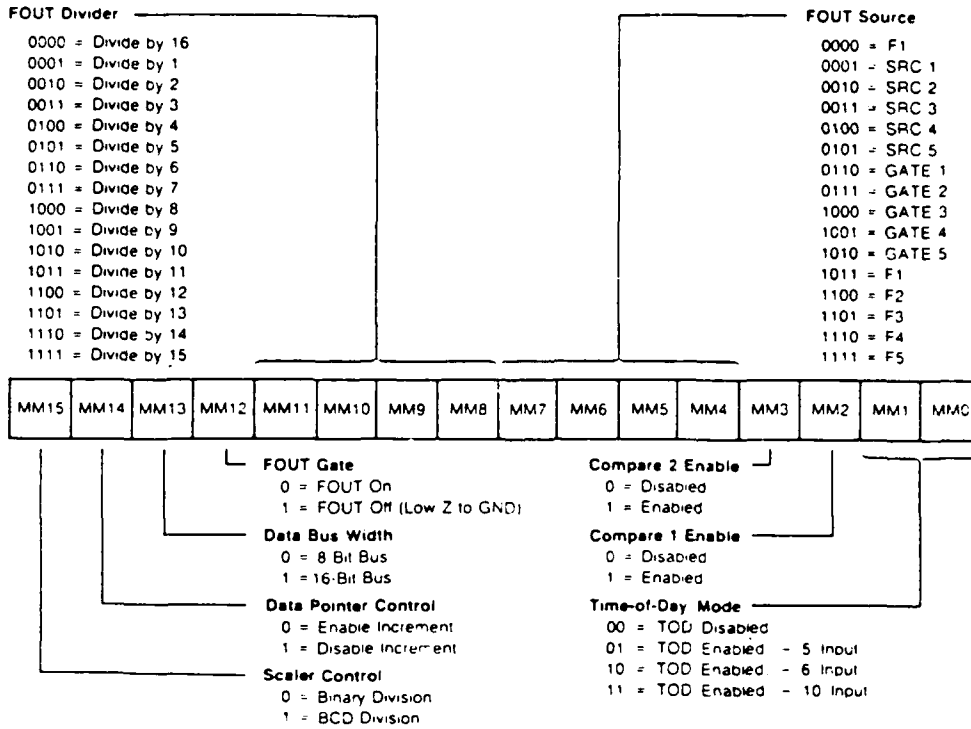 FOUT Divider
0000 = Divide by 16
0001 = Divide by 1
0010 = Divide by 2
0011 = Divide by 3
0100 = Divide by 4
0101 = Divide by 5
0110 = Divide by 6
0111 = Divide by 7
1000 = Divide by 8
1001 = Divide by 9
1010 = Divide by 10
1011 = Divide by 11
1100 = Divide by 12
1101 = Divide by 13
1110 = Divide by 14
1111 = Divide by 15
FOUT Source
0000 = F1
0001 = SRC 1
0010 = SRC 2
0011 = SRC 3
0100 = SRC 4
0101 = SRC 5
0110 = GATE 1
0111 = GATE 2
1000 = GATE 3
1001 = GATE 4
1010 = GATE 5
1011 = F1
1100 = F2
1101 = F3
1110 = F4
1111 = F5
MM15 MM14 MM13 MM12 MM11 MM10 MM9 MM8 MM7 MM6 MM5 MM4 MM3 MM2 MM1 MM0
FOUT Gate
0 = FOUT On
1 = FOUT Off (Low Z to GND)
Data Bus Width
0 = 8 Bit Bus
1 = 16-Bit Bus
Data Pointer Control
0 = Enable Increment
1 = Disable Increment
Scaler Control
0 = Binary Division
1 = BCD Division
Compare 2 Enable
0 = Disabled
1 = Enabled
Compare 1 Enable
0 = Disabled
1 = Enabled
Time-of-Day Mode
00 = TOD Disabled
01 = TOD Enabled - 5 Input
10 = TOD Enabled - 6 Input
11 = TOD Enabled - 10 Input